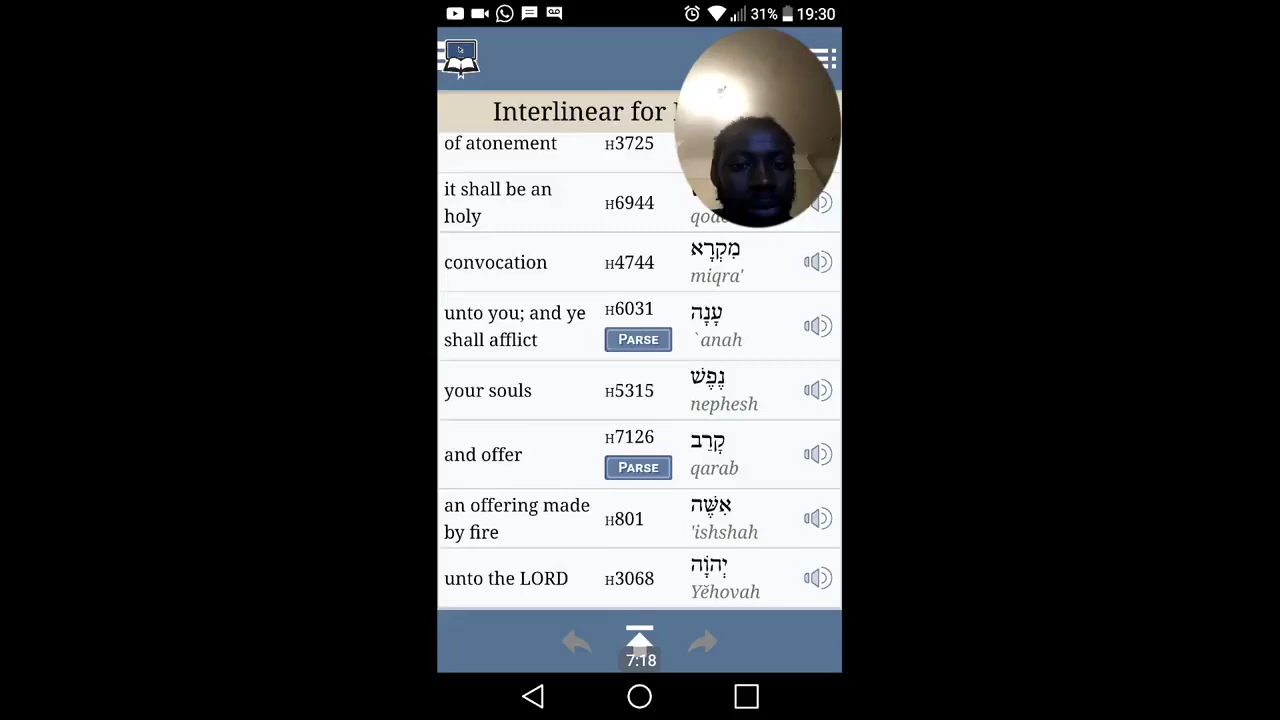 31% 19:30
Interlinear for
of atonement H3725
it shall be an
holy
H6944
convocation H4744 מִקְרָא
miqra'
unto you; and ye
shall afflict
H6031
PARSE
עָנָה
`anah
your souls H5315 נֶפֶשׁ
nephesh
and offer
H7126
PARSE
קָרַב
qarab
an offering made
by fire
H801
אִשֶּׁה
'ishshah
unto the LORD H3068 יְהֹוָה
Yĕhovah
7:18